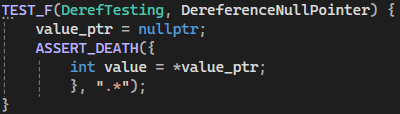 TEST_F(DerefTesting, DereferenceNullPointer) {
    value_ptr = nullptr;
    ASSERT_DEATH({
        int value = *value_ptr;
        }, ".*");
}